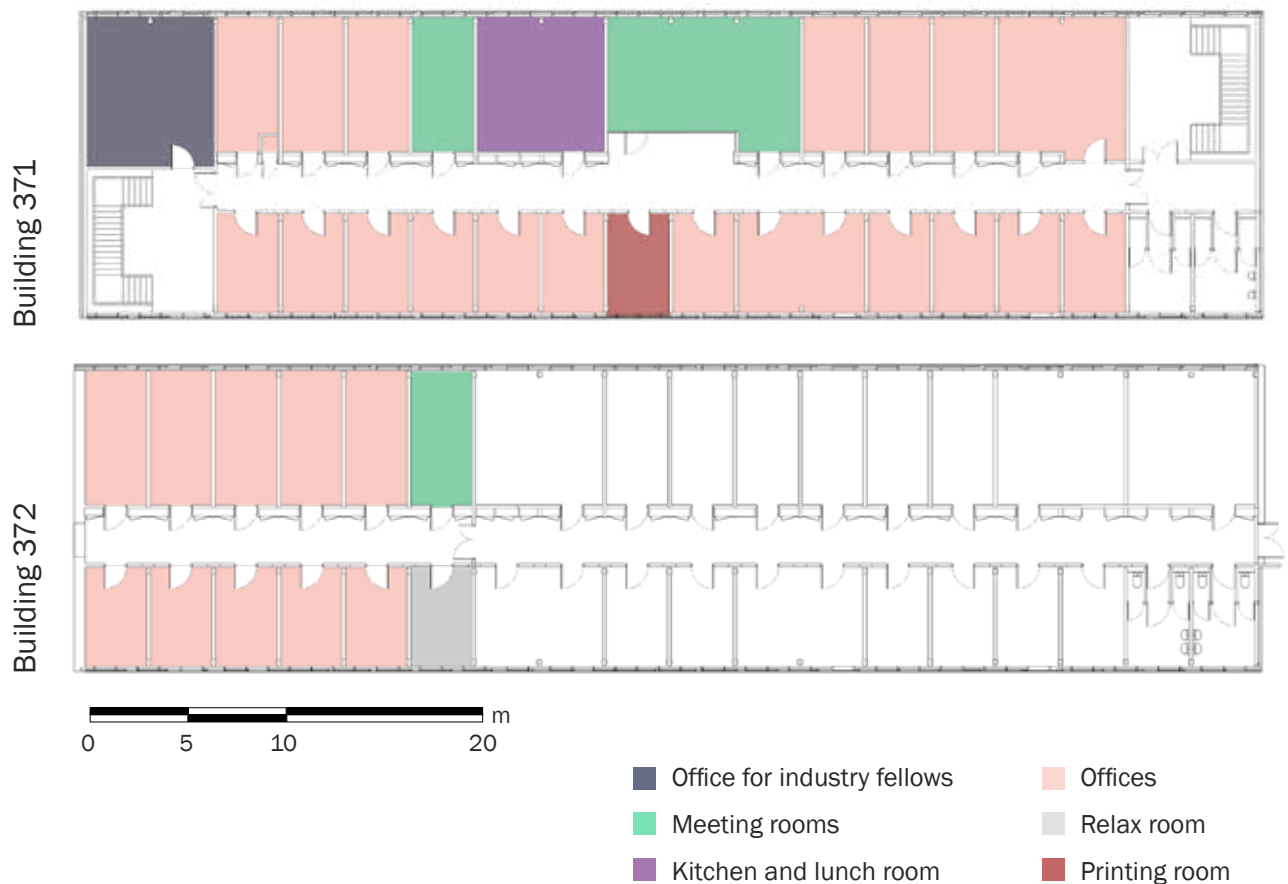 Building 371
Building 372
m
0 5 10 20
Office for industry fellows
Offices
Meeting rooms
Relax room
Kitchen and lunch room
Printing room